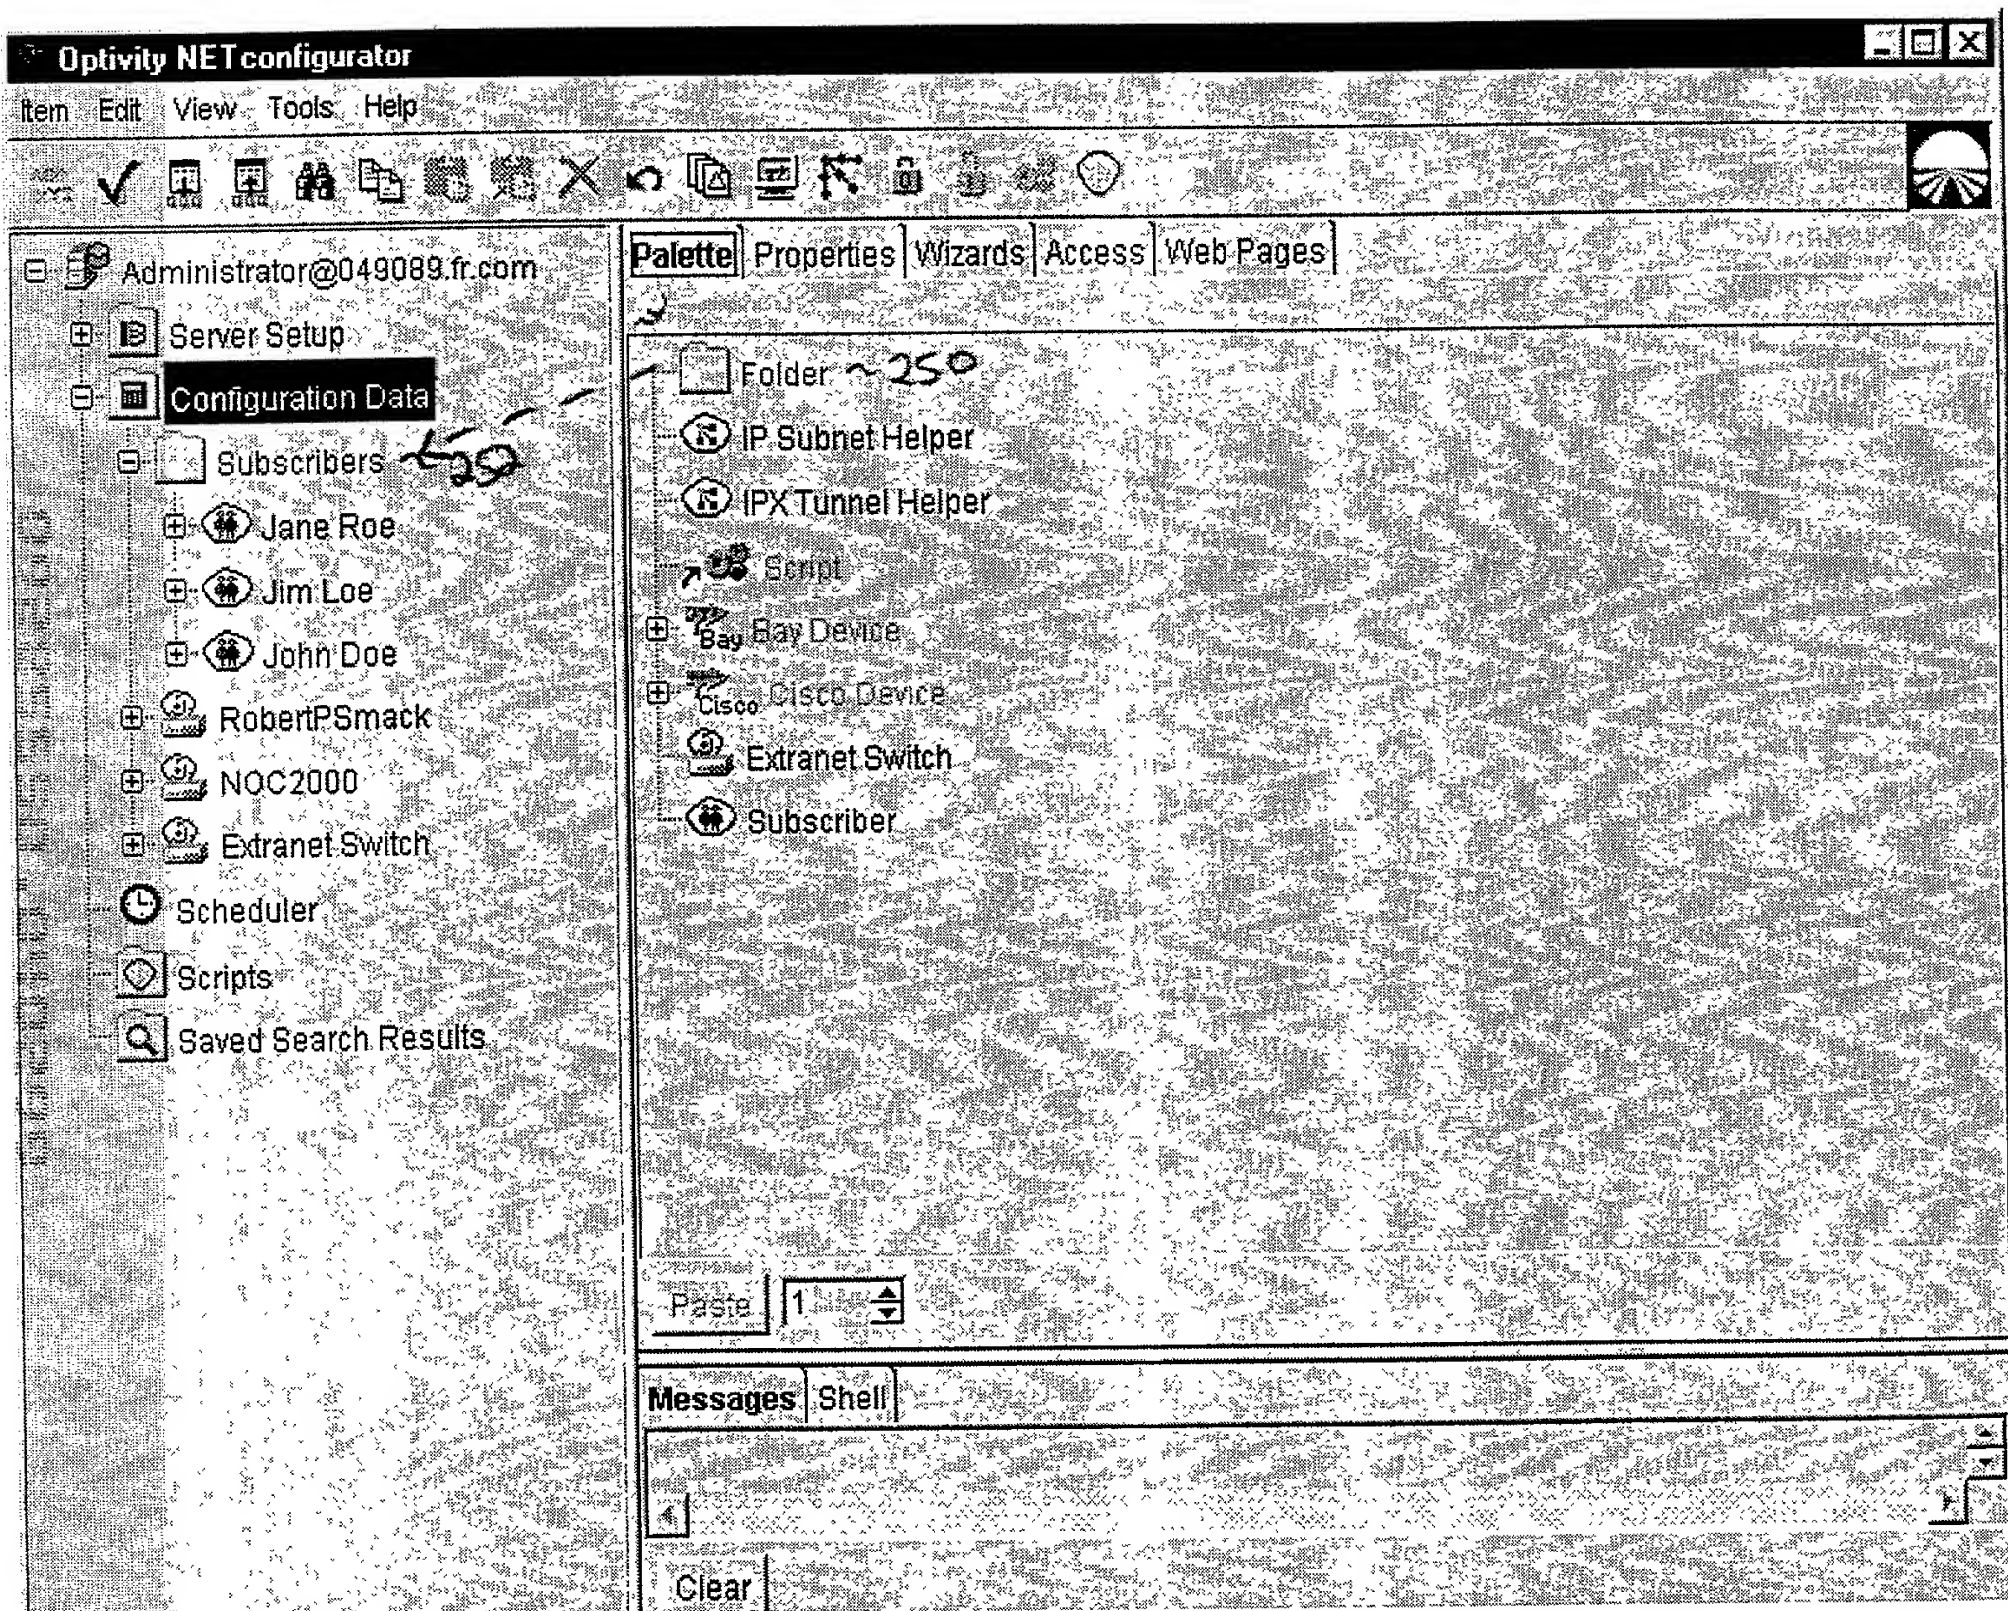 Optivity NETconfigurator
Item Edit View Tools Help
Administrator@049089.fr.com
Server Setup
Configuration Data
Subscribers 252
Jane Roe
Jim Loe
John Doe
RobertPSmack
NOC2000
Extranet Switch
Scheduler
Scripts
Saved Search Results
Palette Properties Wizards Access Web Pages
Folder ~250
IP Subnet Helper
IPX Tunnel Helper
Script
Bay Bay Device
Cisco Cisco Device
Extranet Switch
Subscriber
Paste 1
Messages Shell
Clear